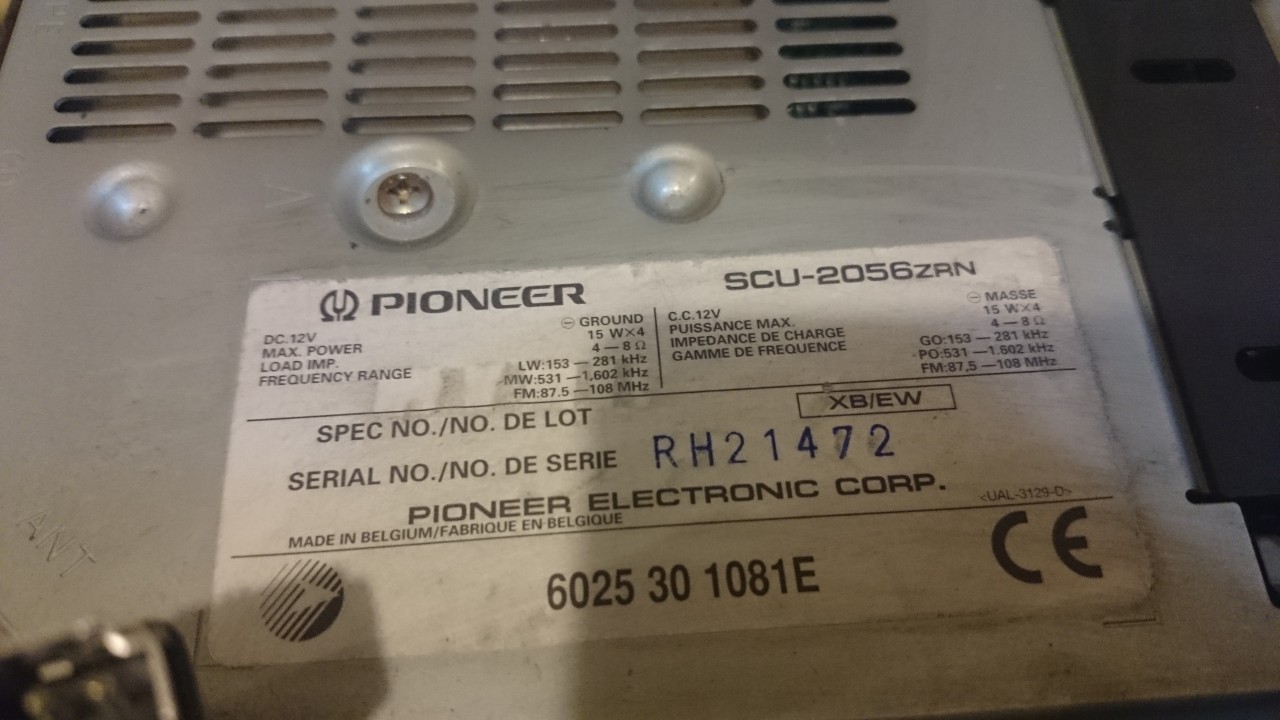 PIONEER
SCU-2056ZRN
DC.12V
⊖ GROUND
MAX. POWER
15 W×4
LOAD IMP.
4 — 8 Ω
FREQUENCY RANGE
LW:153 — 281 kHz
MW:531 — 1,602 kHz
FM:87.5 — 108 MHz
C.C.12V
⊖ MASSE
PUISSANCE MAX.
15 W×4
IMPEDANCE DE CHARGE
4 — 8 Ω
GAMME DE FREQUENCE
GO:153 — 281 kHz
PO:531 — 1.602 kHz
FM:87,5 — 108 MHz
SPEC NO./NO. DE LOT
XB/EW
SERIAL NO./NO. DE SERIE RH21472
PIONEER ELECTRONIC CORP.
<UAL-3129-D>
MADE IN BELGIUM/FABRIQUE EN BELGIQUE
6025 30 1081E
CE
ANT